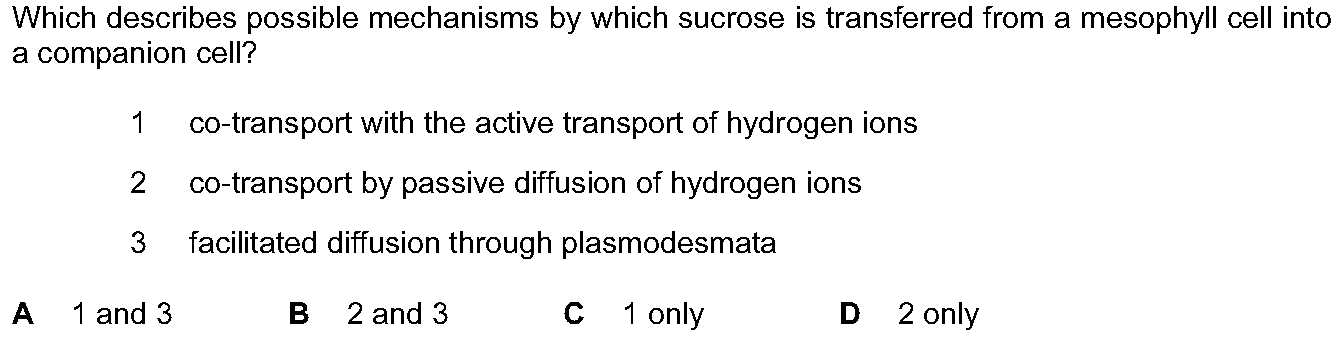 Which describes possible mechanisms by which sucrose is transferred from a mesophyll cell into
a companion cell?
1 co-transport with the active transport of hydrogen ions
2 co-transport by passive diffusion of hydrogen ions
3 facilitated diffusion through plasmodesmata
A 1 and 3 B 2 and 3 C 1 only D 2 only